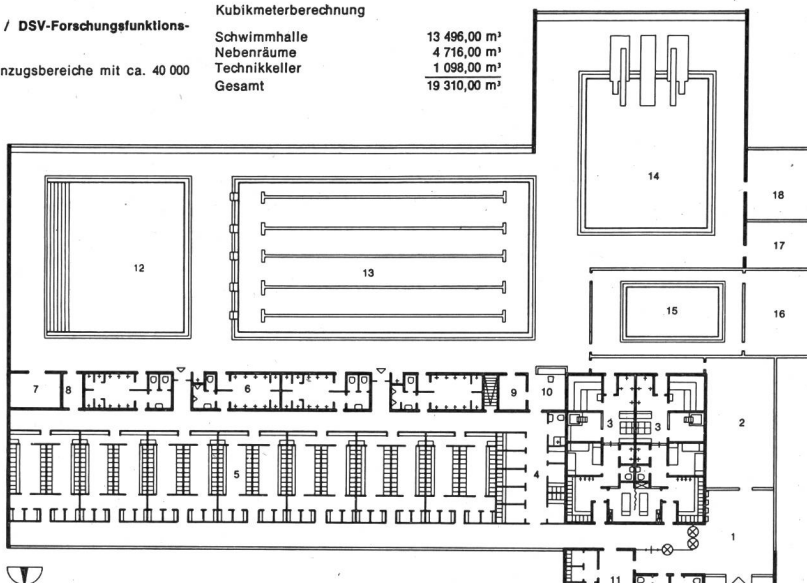 / DSV-Forschungsfunktions-
nzugsbereiche mit ca. 40 000
Kubikmeterberechnung
Schwimmhalle 13 496,00 m³
Nebenräume 4 716,00 m³
Technikkeller 1 098,00 m³
Gesamt 19 310,00 m³
14
18
17
12
13
15
16
7
8
6
9
10
3
3
2
5
4
1
11